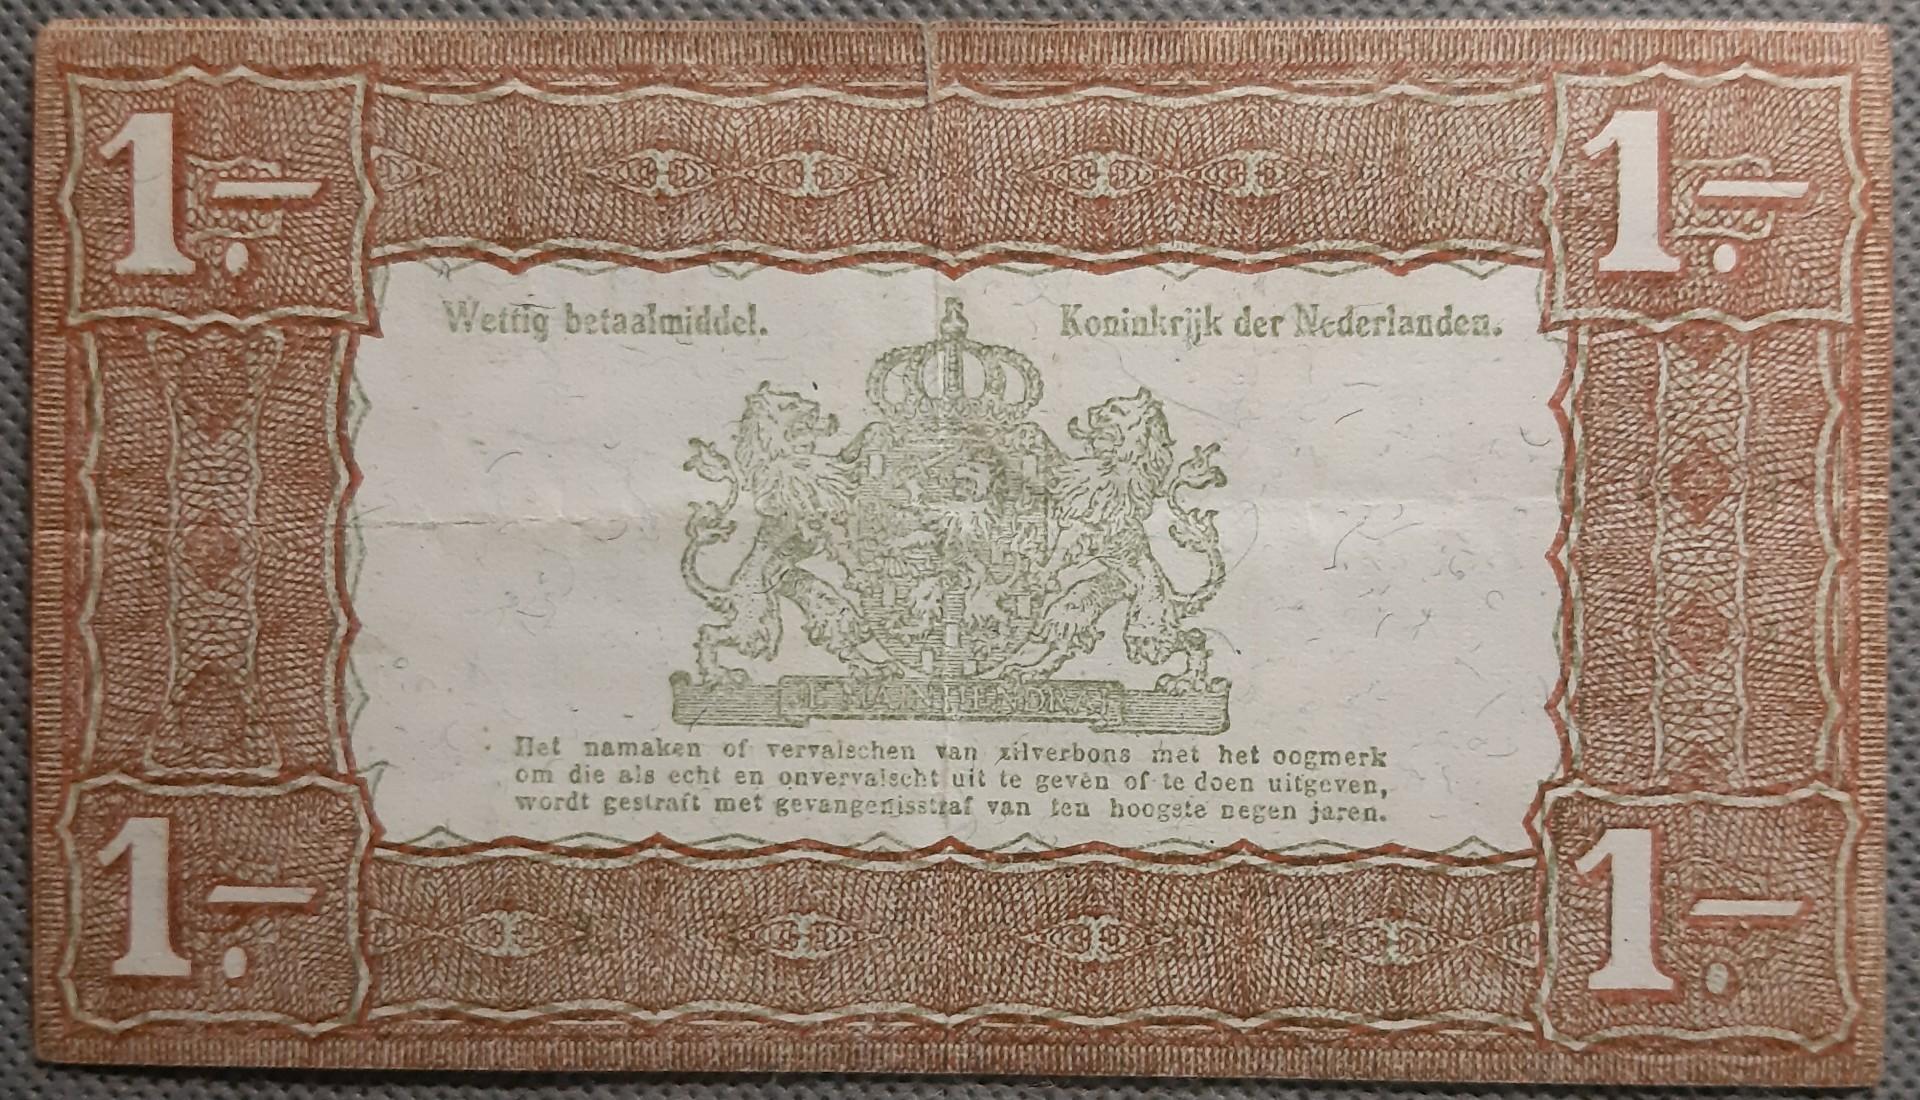 1.- 1.-
Wettig betaalmiddel. Koninkrijk der Nederlanden.
JE MAINTIENDRAI
Het namaken of vervalschen van zilverbons met het oogmerk
om die als echt en onvervalscht uit te geven of te doen uitgeven,
wordt gestraft met gevangenisstraf van ten hoogste negen jaren.
1.- 1.-